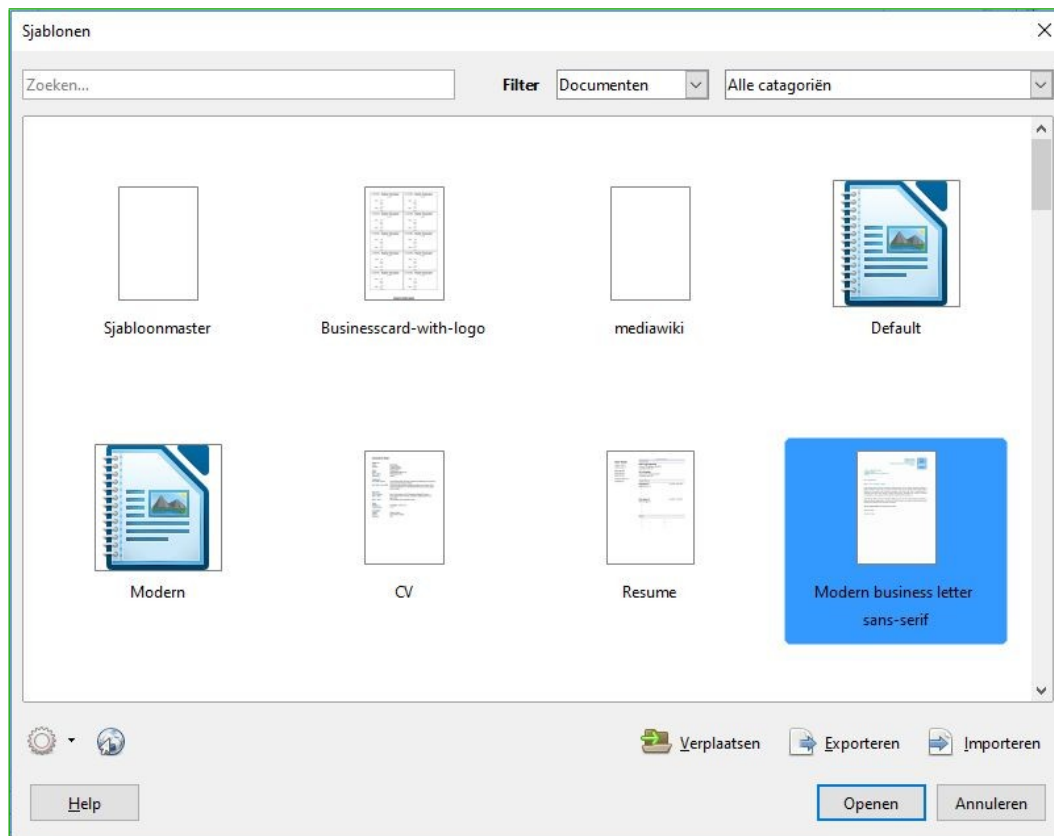 Sjablonen
Zoeken...
Filter
Documenten
Alle catagoriën
Sjabloonmaster
Businesscard-with-logo
mediawiki
Default
Modern
CV
Resume
Modern business letter
sans-serif
Verplaatsen
Exporteren
Importeren
Help
Openen
Annuleren